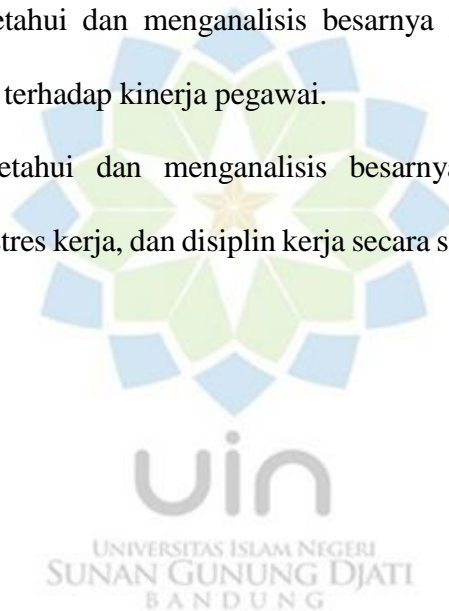 etahui dan menganalisis besarnya
terhadap kinerja pegawai.
etahui dan menganalisis besarnya
tres kerja, dan disiplin kerja secara s
uin
UNIVERSITAS ISLAM NEGERI
SUNAN GUNUNG DJATI
BANDUNG